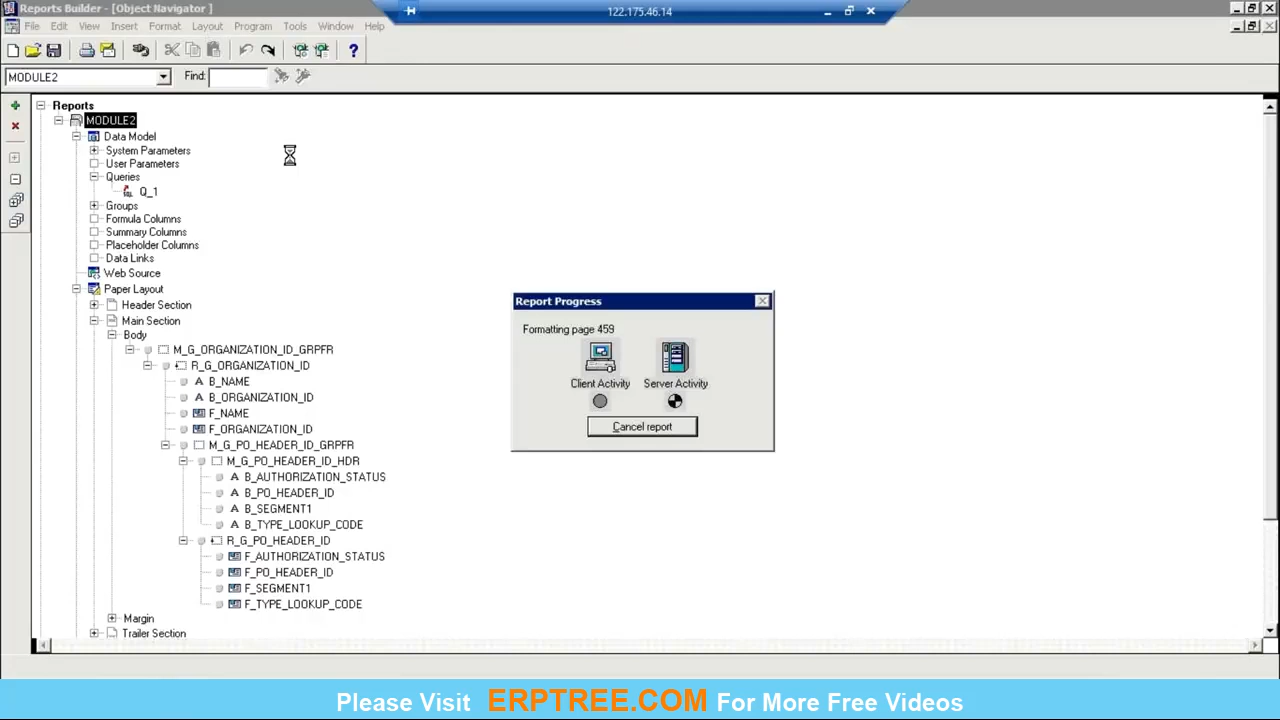 Reports Builder - [Object Navigator ]
122.175.46.14
File Edit View Insert Format Layout Program Tools Window Help
MODULE2 Find:
Reports
MODULE2
Data Model
System Parameters
User Parameters
Queries
Q_1
Groups
Formula Columns
Summary Columns
Placeholder Columns
Data Links
Web Source
Paper Layout
Header Section
Main Section
Body
M_G_ORGANIZATION_ID_GRPFR
R_G_ORGANIZATION_ID
A B_NAME
A B_ORGANIZATION_ID
F_NAME
F_ORGANIZATION_ID
M_G_PO_HEADER_ID_GRPFR
M_G_PO_HEADER_ID_HDR
A B_AUTHORIZATION_STATUS
A B_PO_HEADER_ID
A B_SEGMENT1
A B_TYPE_LOOKUP_CODE
R_G_PO_HEADER_ID
F_AUTHORIZATION_STATUS
F_PO_HEADER_ID
F_SEGMENT1
F_TYPE_LOOKUP_CODE
Margin
Trailer Section
Report Progress
Formatting page 459
Client Activity Server Activity
Cancel report
Please Visit ERPTREE.COM For More Free Videos